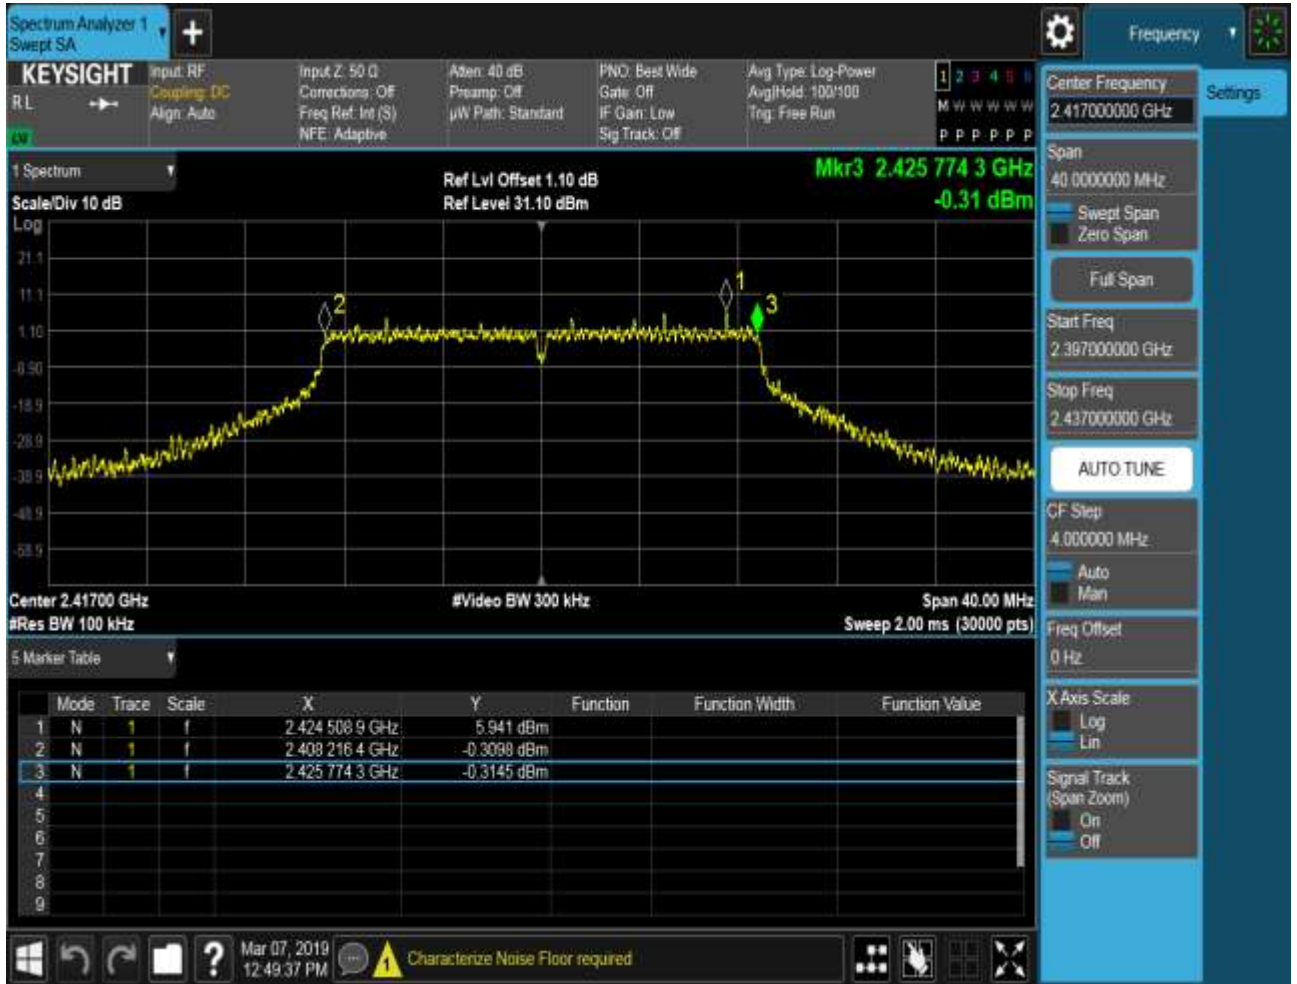 Spectrum Analyzer 1
Swept SA
+
Frequency
KEYSIGHT
R L
Input: RF
Coupling: DC
Align: Auto
Input Z: 50 Ω
Corrections: Off
Freq Ref: Int (S)
NFE: Adaptive
Atten: 40 dB
Preamp: Off
µW Path: Standard
PNO: Best Wide
Gate: Off
IF Gain: Low
Sig Track: Off
Avg Type: Log-Power
Avg|Hold: 100/100
Trig: Free Run
1 2 3 4 5 6
M W W W W W
P P P P P P
1 Spectrum
Scale/Div 10 dB
Ref Lvl Offset 1.10 dB
Ref Level 31.10 dBm
Mkr3 2.425 774 3 GHz
-0.31 dBm
Log
21.1
11.1
1.10
-8.90
-18.9
-28.9
-38.9
-48.9
-58.9
2
1
3
Center 2.41700 GHz
#Video BW 300 kHz
Span 40.00 MHz
#Res BW 100 kHz
Sweep 2.00 ms (30000 pts)
5 Marker Table
Mode Trace Scale X Y Function Function Width Function Value
1 N 1 f 2.424 508 9 GHz 5.941 dBm
2 N 1 f 2.408 216 4 GHz -0.3098 dBm
3 N 1 f 2.425 774 3 GHz -0.3145 dBm
4
5
6
7
8
9
Mar 07, 2019
12:49:37 PM
?
1
Characterize Noise Floor required
Center Frequency
2.417000000 GHz
Settings
Span
40.0000000 MHz
Swept Span
Zero Span
Full Span
Start Freq
2.397000000 GHz
Stop Freq
2.437000000 GHz
AUTO TUNE
CF Step
4.000000 MHz
Auto
Man
Freq Offset
0 Hz
X Axis Scale
Log
Lin
Signal Track
(Span Zoom)
On
Off